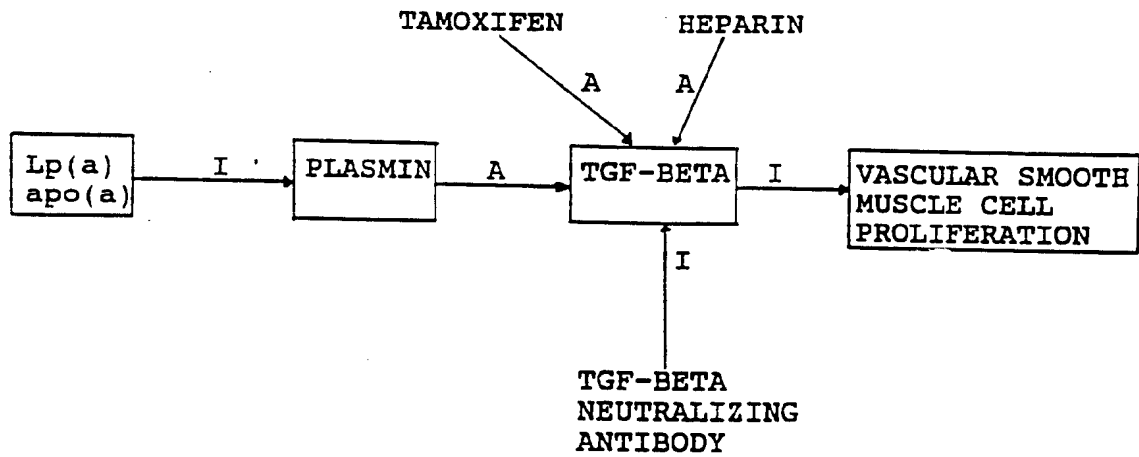 TAMOXIFEN
HEPARIN
A
A
Lp(a)
apo(a)
I
PLASMIN
A
TGF-BETA
I
VASCULAR SMOOTH
MUSCLE CELL
PROLIFERATION
I
TGF-BETA
NEUTRALIZING
ANTIBODY